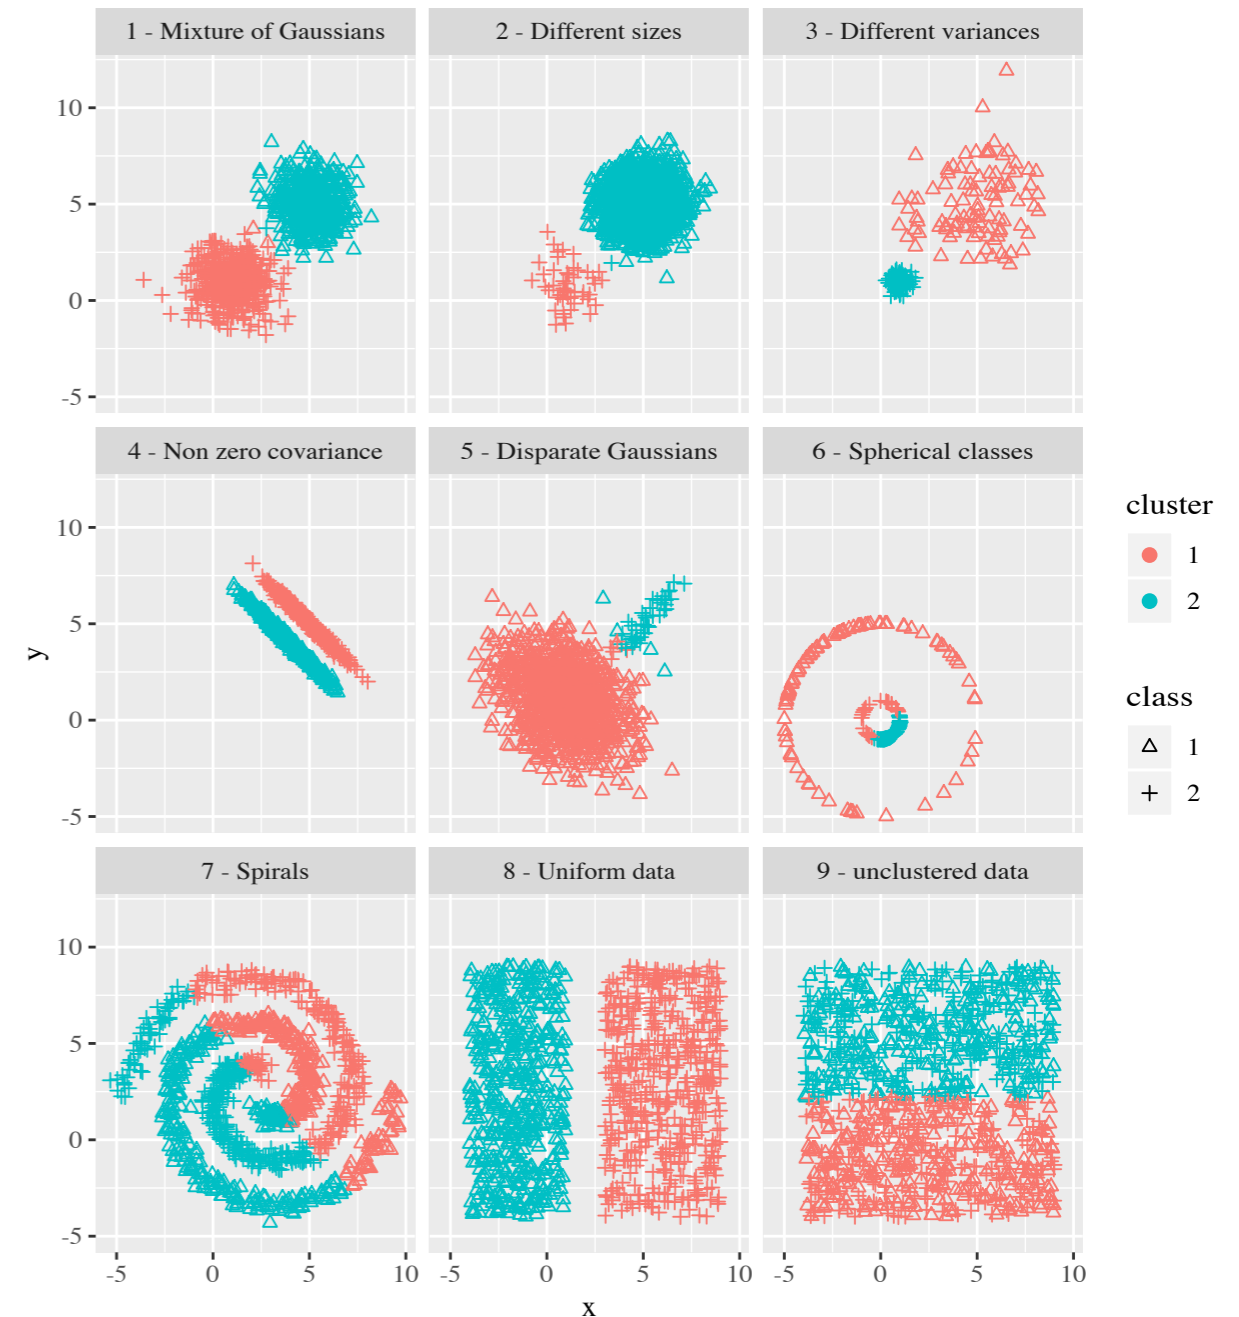 1 - Mixture of Gaussians
2 - Different sizes
3 - Different variances
10
5
0
-5
4 - Non zero covariance
5 - Disparate Gaussians
6 - Spherical classes
10
5
0
-5
cluster
1
2
y
class
1
2
7 - Spirals
8 - Uniform data
9 - unclustered data
10
5
0
-5
-5 0 5 10 -5 0 5 10 -5 0 5 10
x